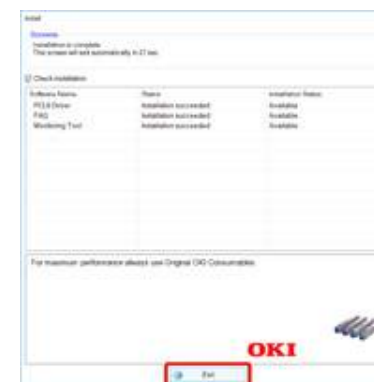 Install
Success
Installation is complete.
This screen will exit automatically in 27 sec.
Check installation
Software Name Status Installation Status
PCL6 Driver Installation succeeded Available
FAQ Installation succeeded Available
Monitoring Tool Installation succeeded Available
For maximum performance always use Original OKI Consumables
OKI
Exit